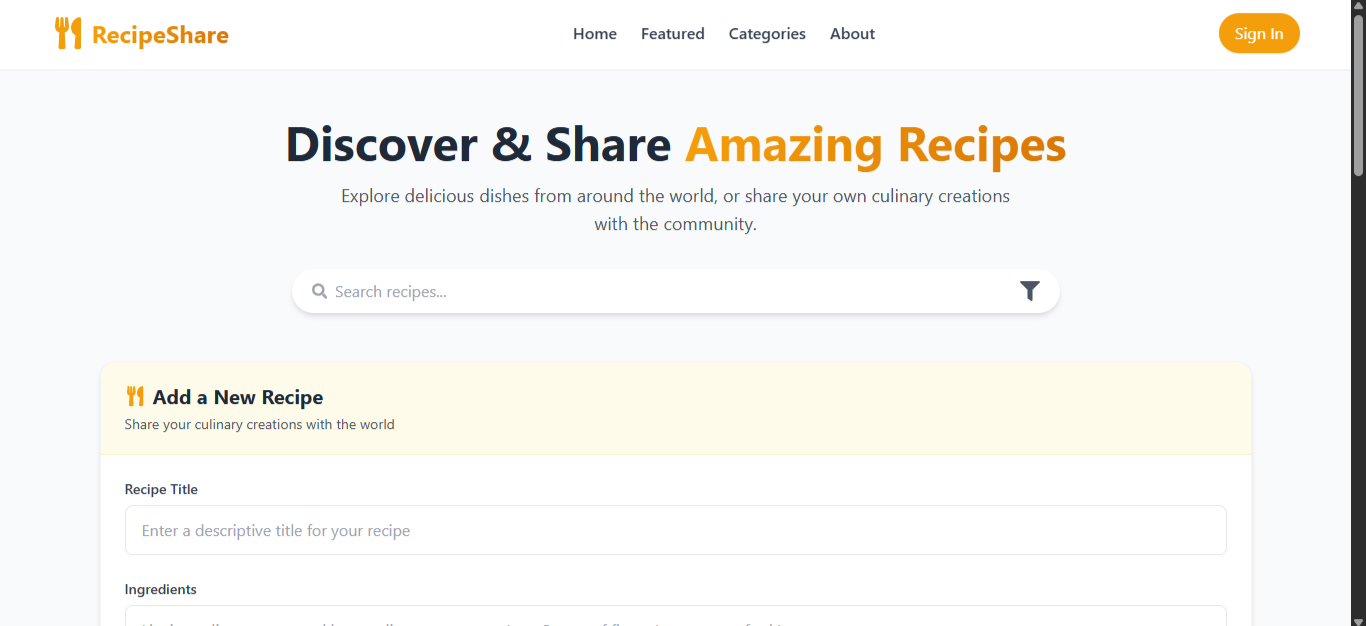 RecipeShare
Home
Featured
Categories
About
Sign In
Discover & Share Amazing Recipes
Explore delicious dishes from around the world, or share your own culinary creations
with the community.
Search recipes...
Add a New Recipe
Share your culinary creations with the world
Recipe Title
Enter a descriptive title for your recipe
Ingredients